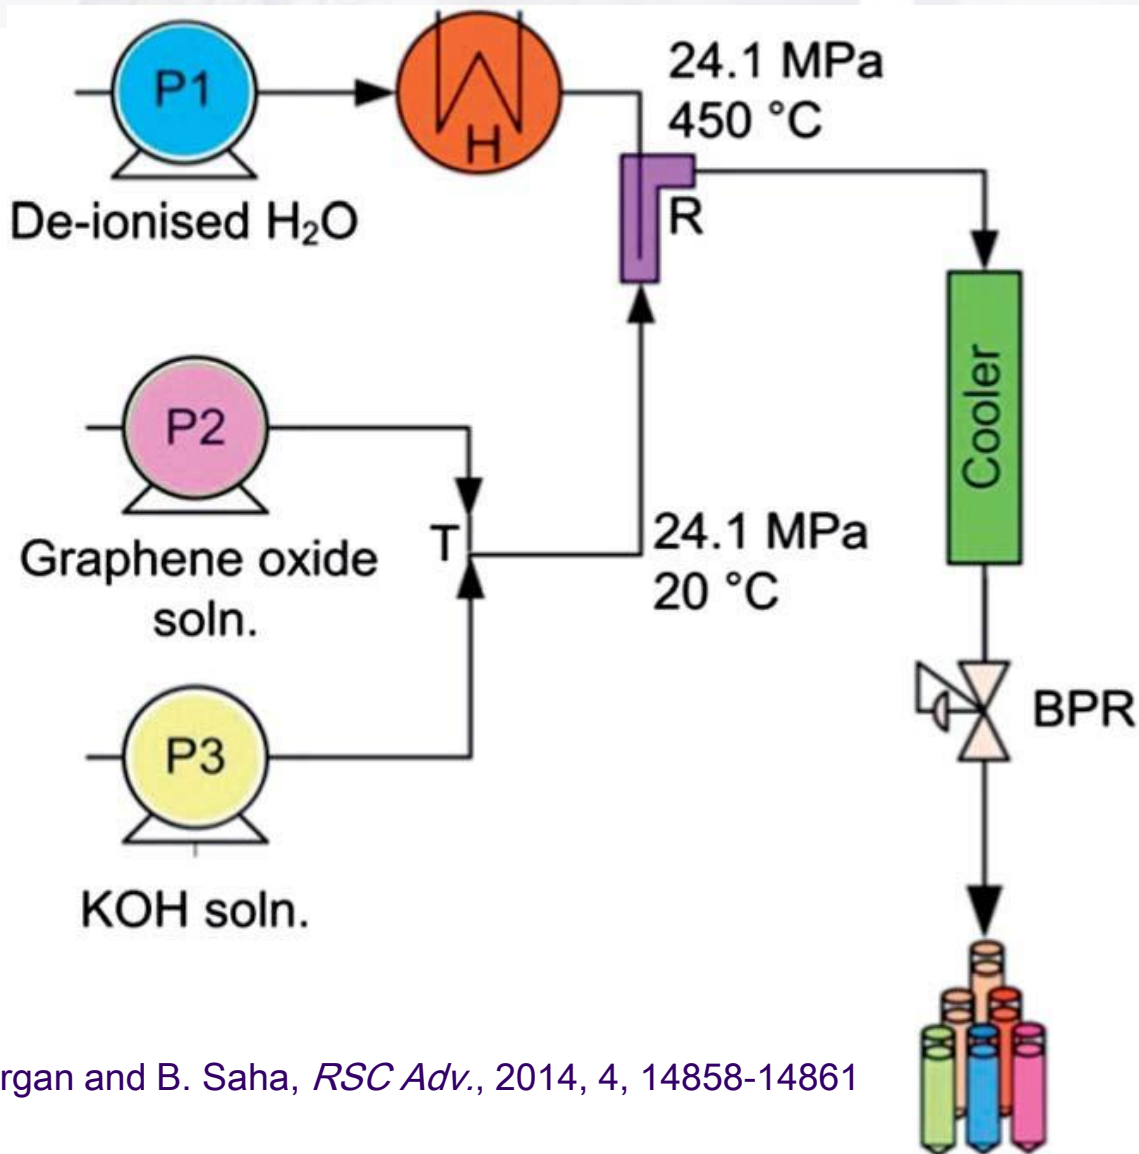 P1
De-ionised H₂O
H
24.1 MPa
450 °C
R
P2
Graphene oxide
soln.
T
24.1 MPa
20 °C
Cooler
P3
KOH soln.
BPR
rgan and B. Saha, RSC Adv., 2014, 4, 14858-14861